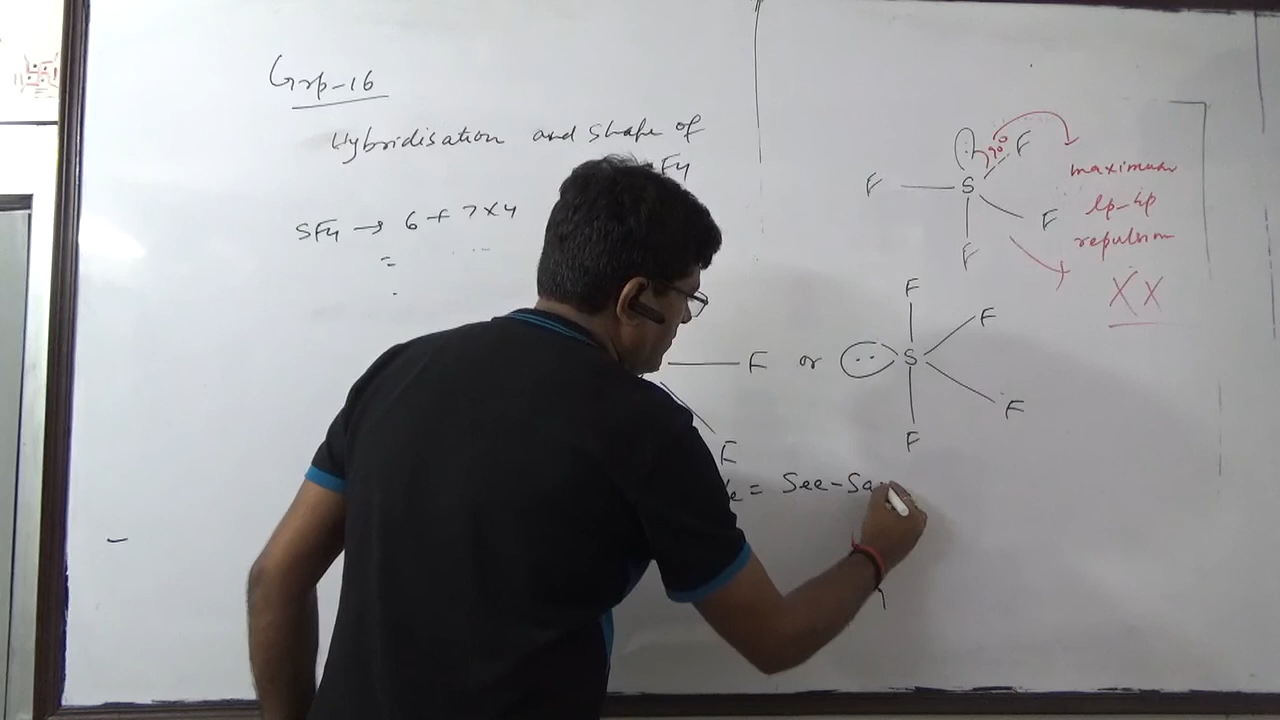 Grp-16
Hybridisation and shape of
F4
SF4 → 6 + 7×4
=
F
F S F
F
maximum
lp-bp
repulsion
XX
90°
F
F
S
F
F
F
F or
F
= See-Sa